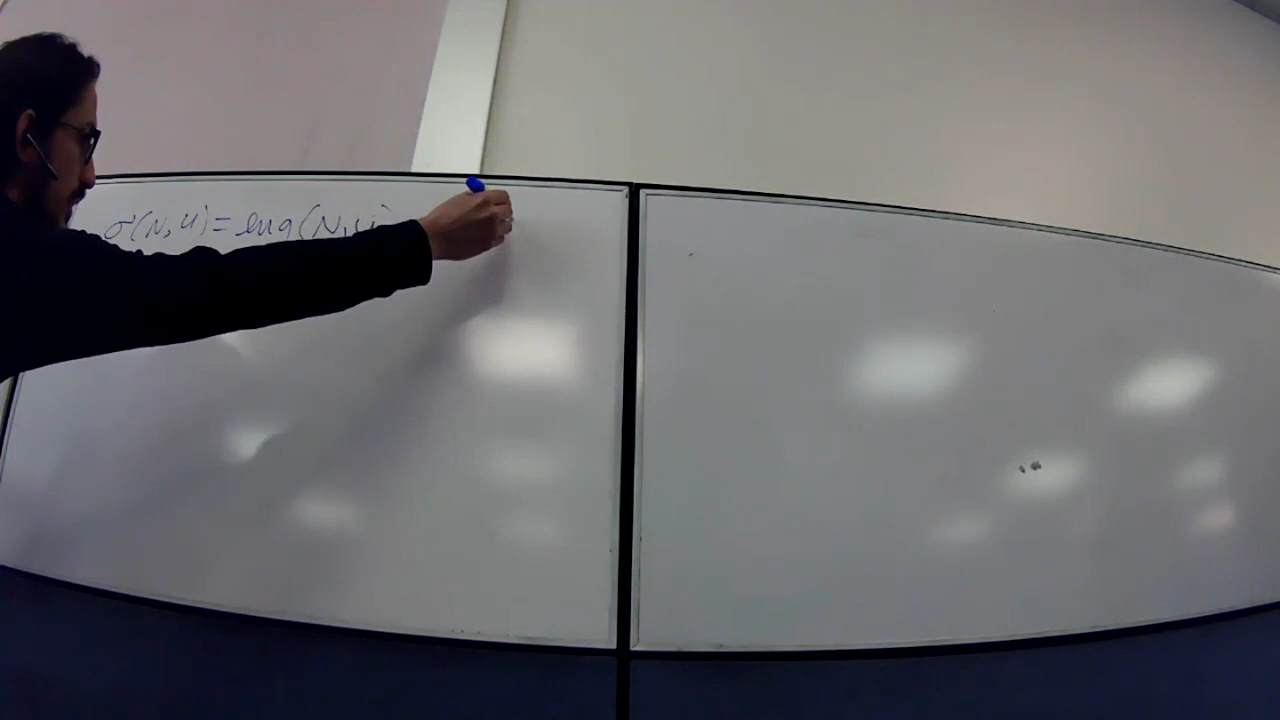 σ(N, u) = eng(N, u)